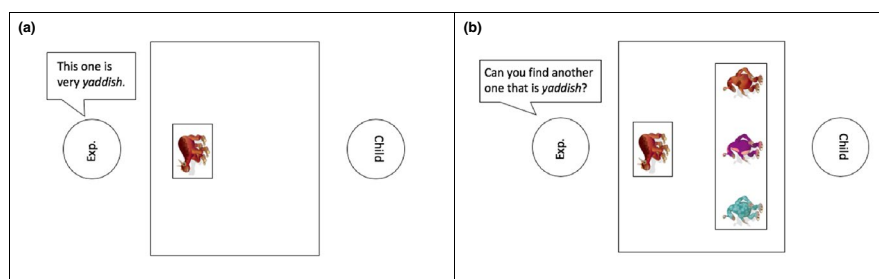 (a)
This one is
very yaddish.
Exp.
Child
(b)
Can you find another
one that is yaddish?
Exp.
Child